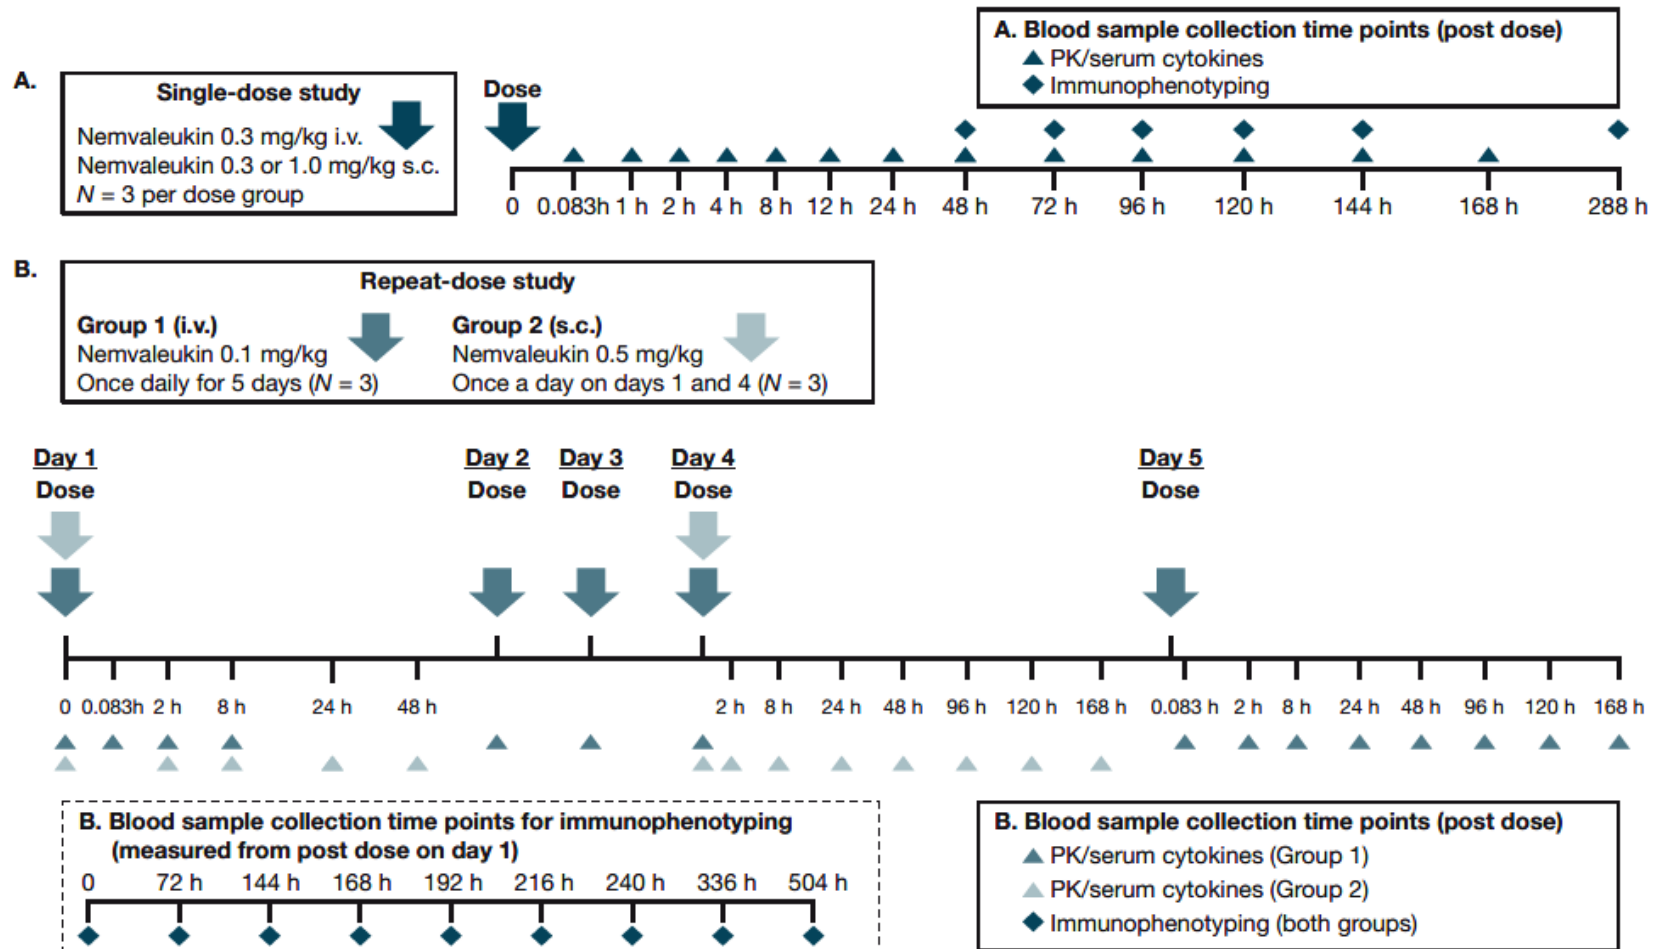 A.
Single-dose study
Nemvaleukin 0.3 mg/kg i.v.
Nemvaleukin 0.3 or 1.0 mg/kg s.c.
N = 3 per dose group
Dose
A. Blood sample collection time points (post dose)
PK/serum cytokines
Immunophenotyping
0 0.083h 1 h 2 h 4 h 8 h 12 h 24 h 48 h 72 h 96 h 120 h 144 h 168 h 288 h
B.
Repeat-dose study
Group 1 (i.v.)
Nemvaleukin 0.1 mg/kg
Once daily for 5 days (N = 3)
Group 2 (s.c.)
Nemvaleukin 0.5 mg/kg
Once a day on days 1 and 4 (N = 3)
Day 1 Day 2 Day 3 Day 4 Day 5
Dose Dose Dose Dose Dose
0 0.083h 2 h 8 h 24 h 48 h 2 h 8 h 24 h 48 h 96 h 120 h 168 h 0.083 h 2 h 8 h 24 h 48 h 96 h 120 h 168 h
B. Blood sample collection time points for immunophenotyping
(measured from post dose on day 1)
0 72 h 144 h 168 h 192 h 216 h 240 h 336 h 504 h
B. Blood sample collection time points (post dose)
PK/serum cytokines (Group 1)
PK/serum cytokines (Group 2)
Immunophenotyping (both groups)